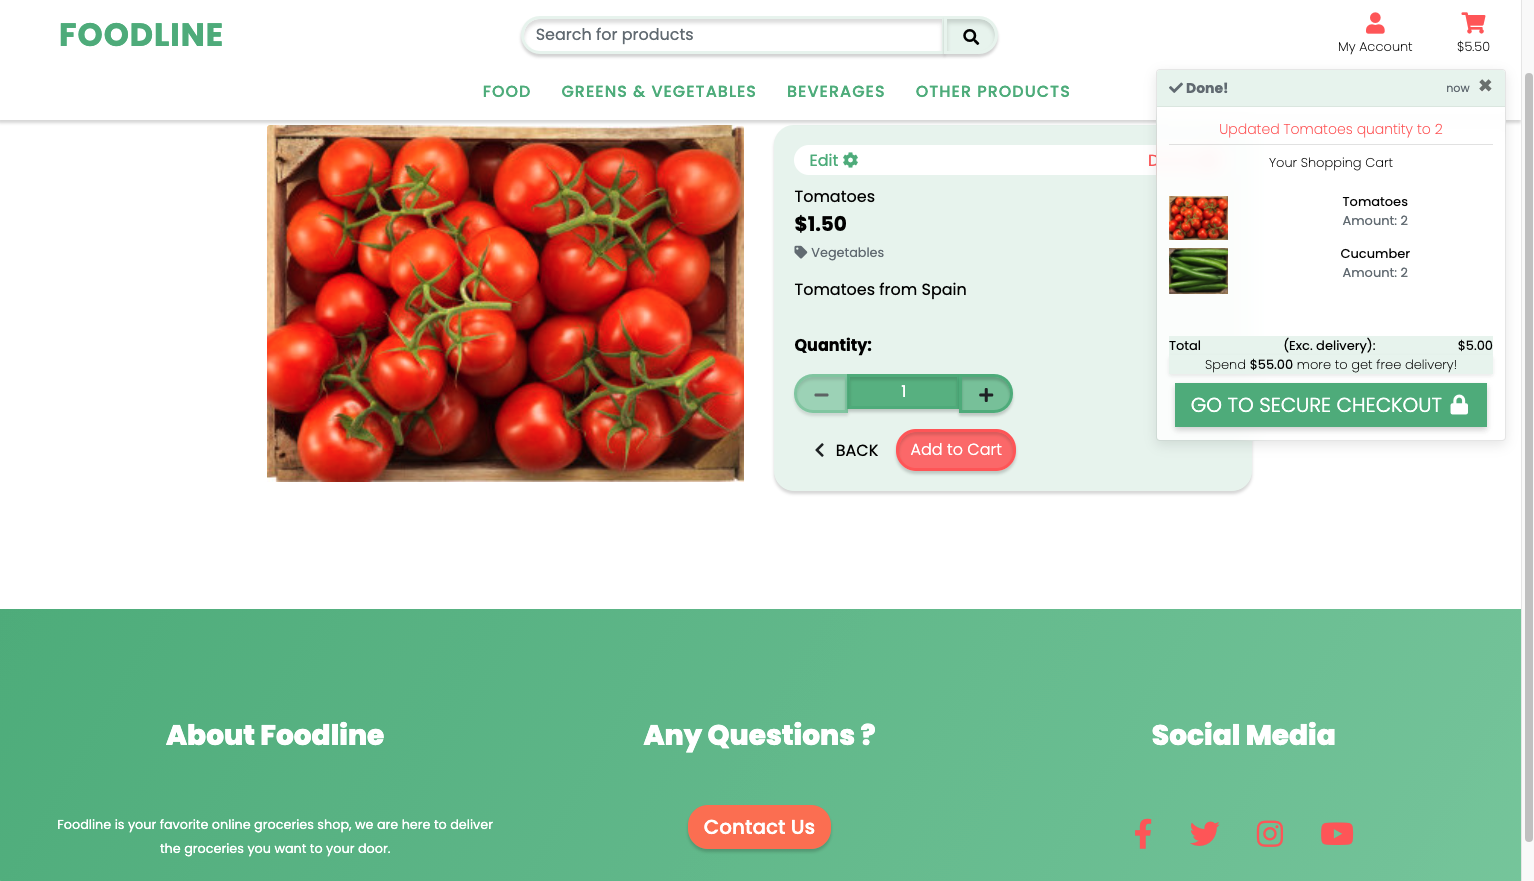 FOODLINE
Search for products
My Account
$5.50
FOOD
GREENS & VEGETABLES
BEVERAGES
OTHER PRODUCTS
Done!
now
Updated Tomatoes quantity to 2
Your Shopping Cart
Tomatoes
Amount: 2
Cucumber
Amount: 2
Total (Exc. delivery): $5.00
Spend $55.00 more to get free delivery!
GO TO SECURE CHECKOUT
Edit
Tomatoes
$1.50
Vegetables
Tomatoes from Spain
Quantity:
1
BACK
Add to Cart
About Foodline
Foodline is your favorite online groceries shop, we are here to deliver
the groceries you want to your door.
Any Questions ?
Contact Us
Social Media